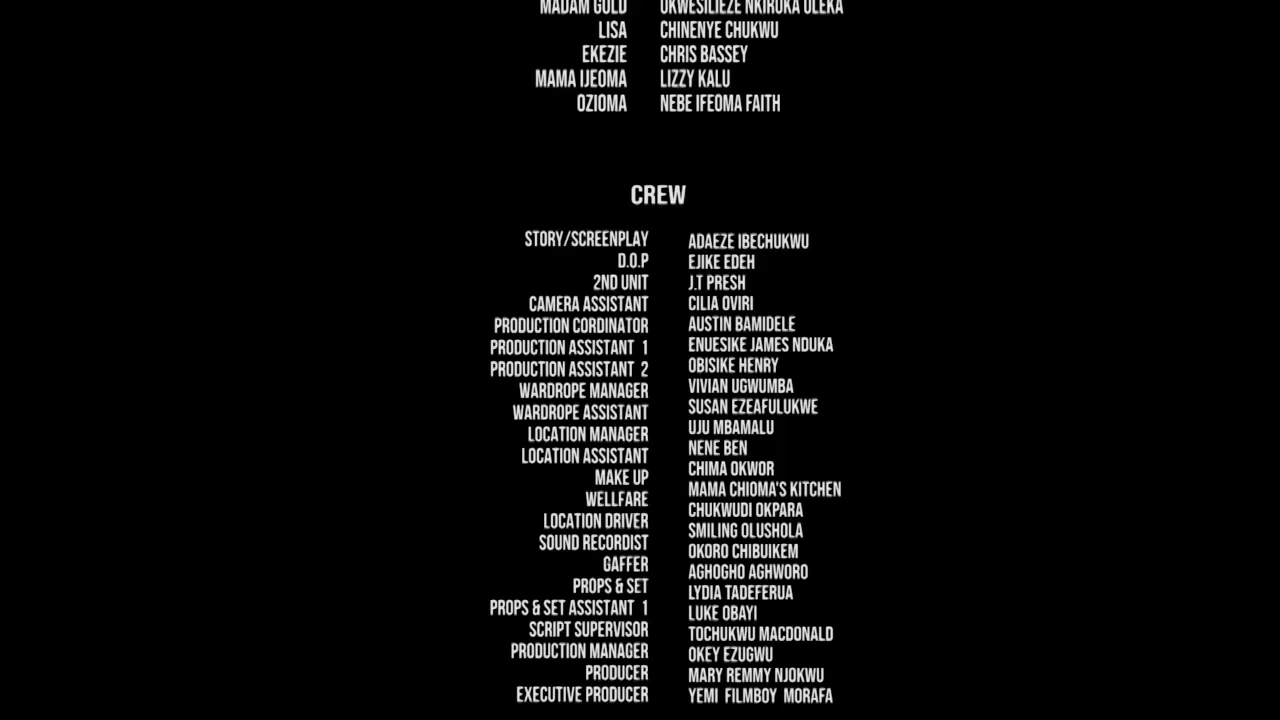 MADAM GOLD OKWESILIEZE NKIRUKA OLEKA
LISA CHINENYE CHUKWU
EKEZIE CHRIS BASSEY
MAMA IJEOMA LIZZY KALU
OZIOMA NEBE IFEOMA FAITH
CREW
STORY/SCREENPLAY
D.O.P
2ND UNIT
CAMERA ASSISTANT
PRODUCTION CORDINATOR
PRODUCTION ASSISTANT 1
PRODUCTION ASSISTANT 2
WARDROPE MANAGER
WARDROPE ASSISTANT
LOCATION MANAGER
LOCATION ASSISTANT
MAKE UP
WELLFARE
LOCATION DRIVER
SOUND RECORDIST
GAFFER
PROPS & SET
PROPS & SET ASSISTANT 1
SCRIPT SUPERVISOR
PRODUCTION MANAGER
PRODUCER
EXECUTIVE PRODUCER
ADAEZE IBECHUKWU
EJIKE EDEH
J.T PRESH
CILIA OVIRI
AUSTIN BAMIDELE
ENUESIKE JAMES NDUKA
OBISIKE HENRY
VIVIAN UGWUMBA
SUSAN EZEAFULUKWE
UJU MBAMALU
NENE BEN
CHIMA OKWOR
MAMA CHIOMA'S KITCHEN
CHUKWUDI OKPARA
SMILING OLUSHOLA
OKORO CHIBUIKEM
AGHOGHO AGHWORO
LYDIA TADEFERUA
LUKE OBAYI
TOCHUKWU MACDONALD
OKEY EZUGWU
MARY REMMY NJOKWU
YEMI FILMBOY MORAFA